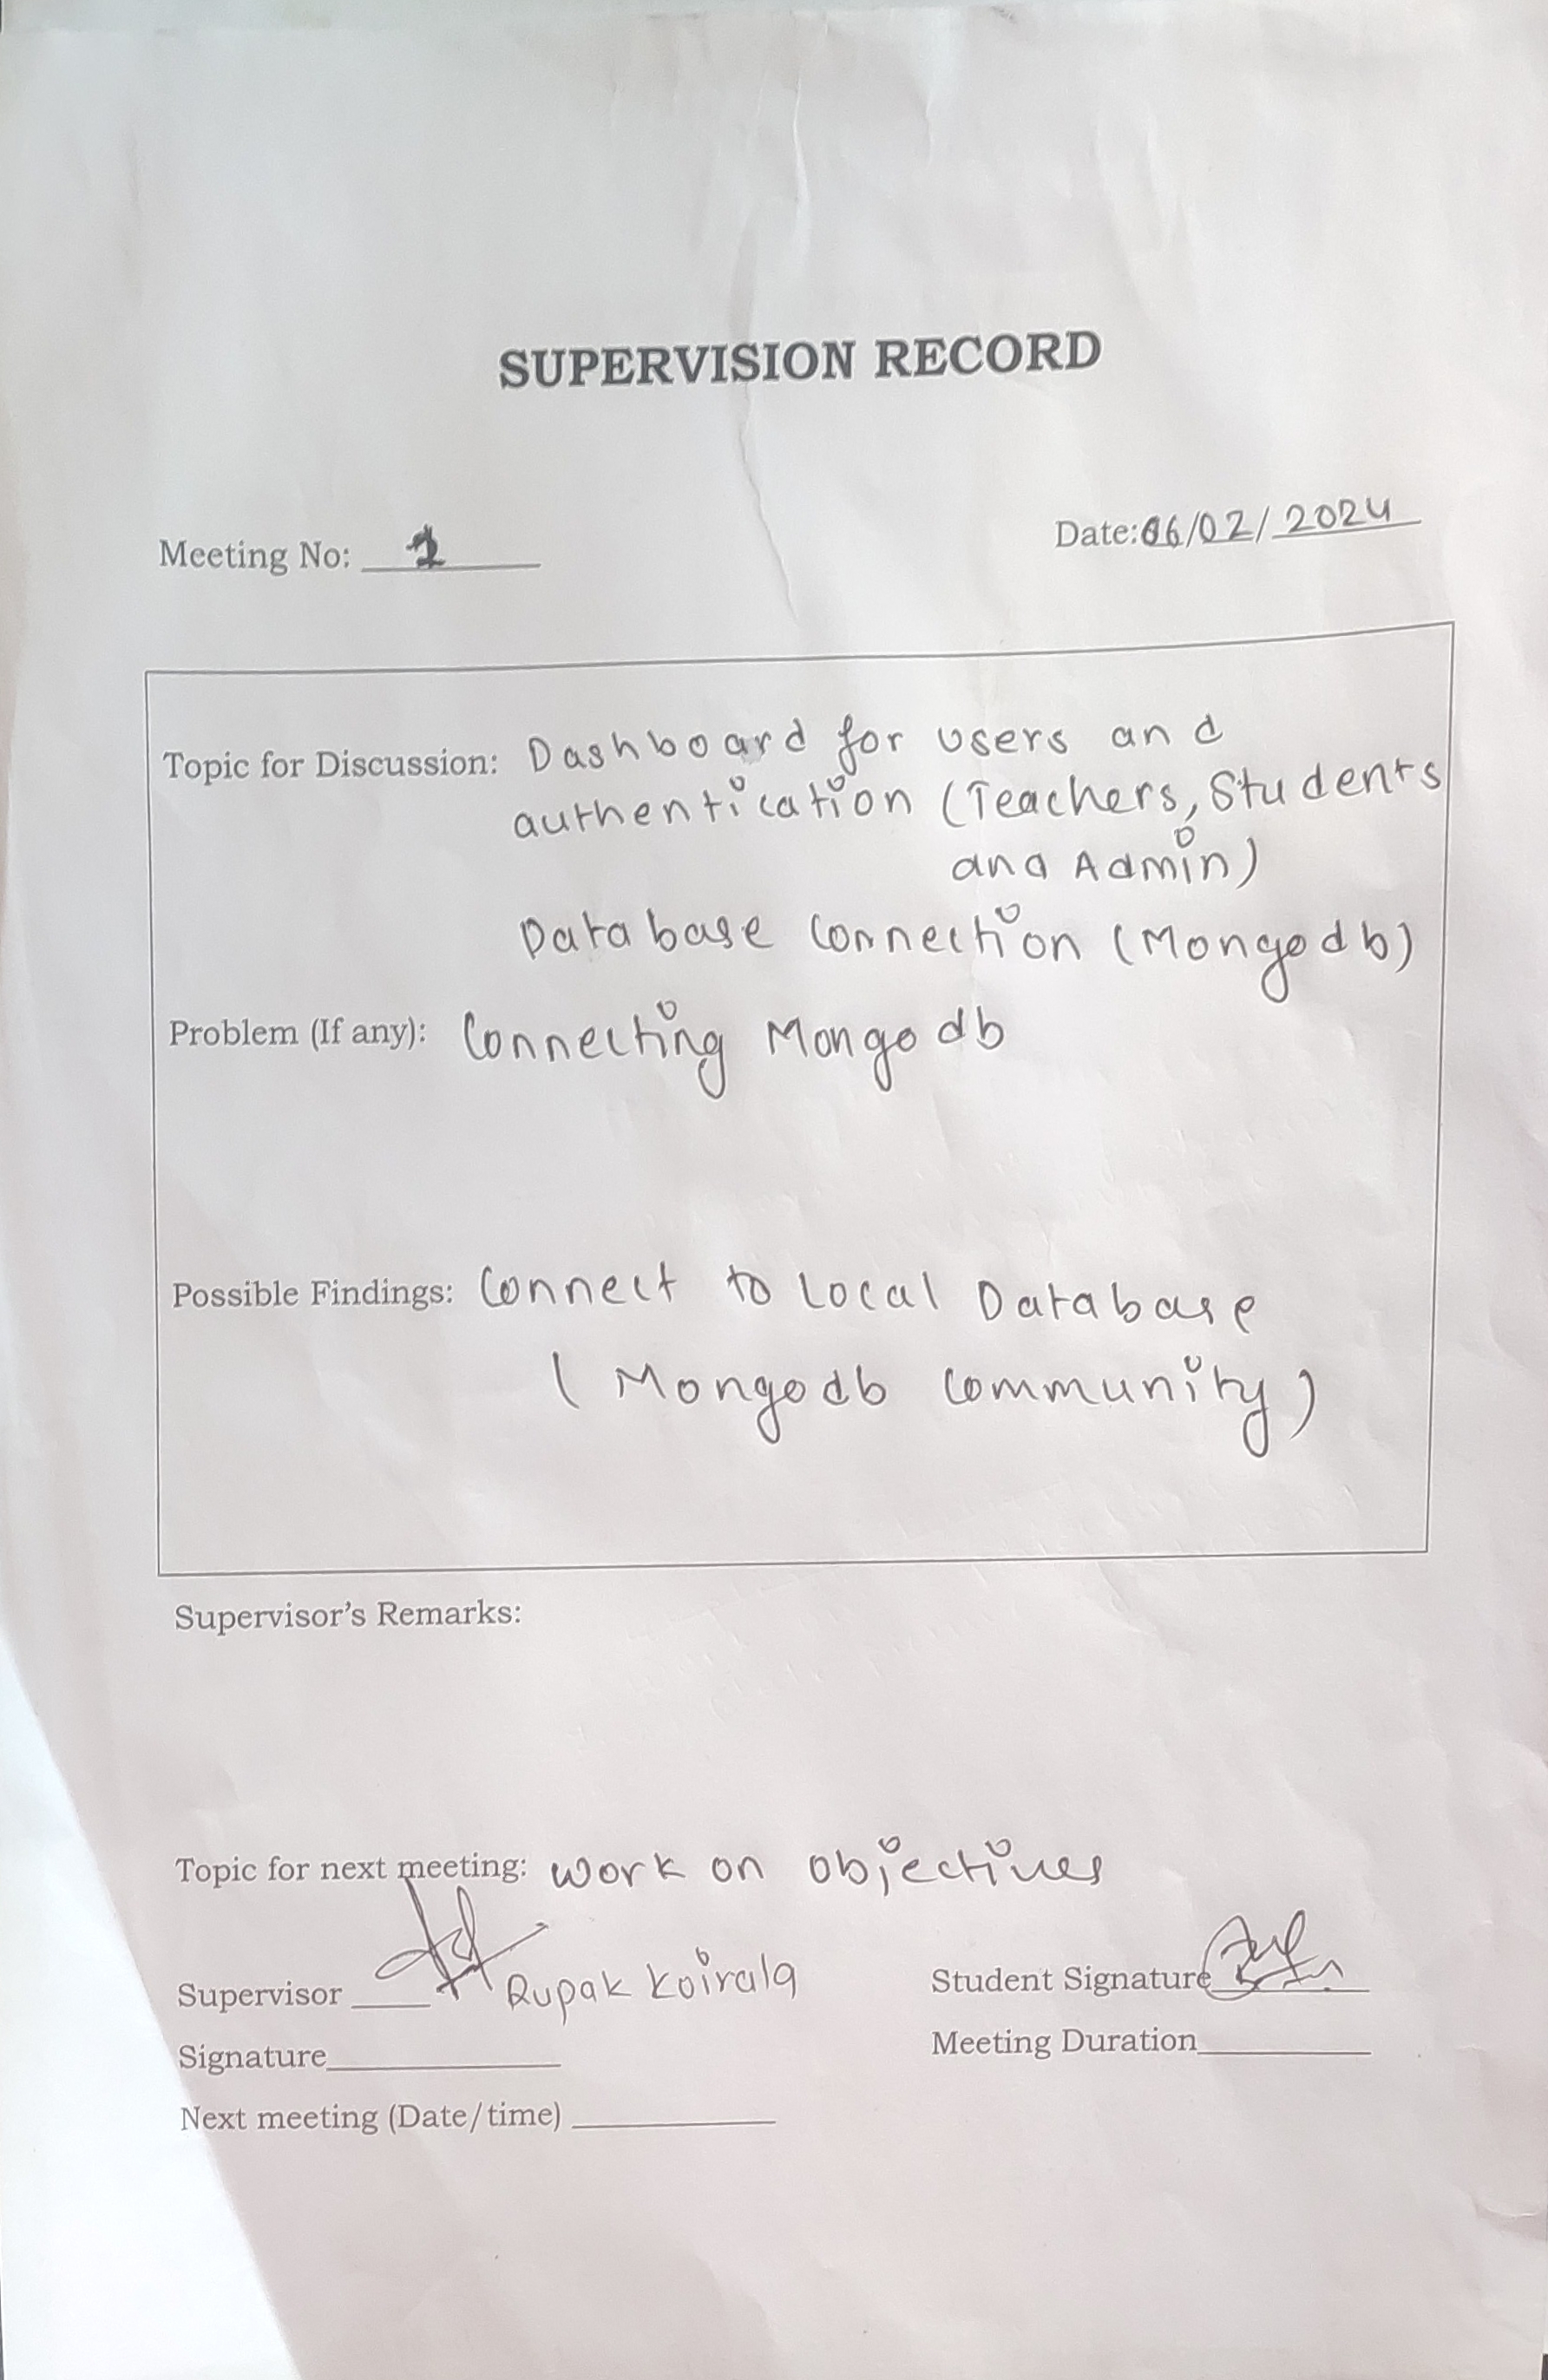 SUPERVISION RECORD
Meeting No: Date: 06/02/2024
Topic for Discussion: Dashboard for users and
authentication (Teachers, Students
and Admin)
Database Connection (Mongodb)
Problem (If any): Connecting Mongodb
Possible Findings: Connect to Local Database
(Mongodb Community)
Supervisor's Remarks:
Topic for next meeting: work on objectives
Supervisor Rupak Koirala Student Signature
Signature Meeting Duration
Next meeting (Date/time)